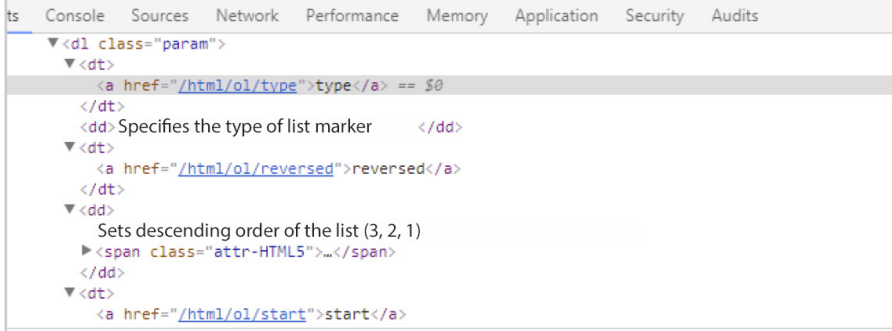 ts Console Sources Network Performance Memory Application Security Audits
▼<dl class="param">
▼<dt>
<a href="/html/ol/type">type</a> == $0
</dt>
<dd>Specifies the type of list marker </dd>
▼<dt>
<a href="/html/ol/reversed">reversed</a>
</dt>
▼<dd>
Sets descending order of the list (3, 2, 1)
▶<span class="attr-HTML5">…</span>
</dd>
▼<dt>
<a href="/html/ol/start">start</a>